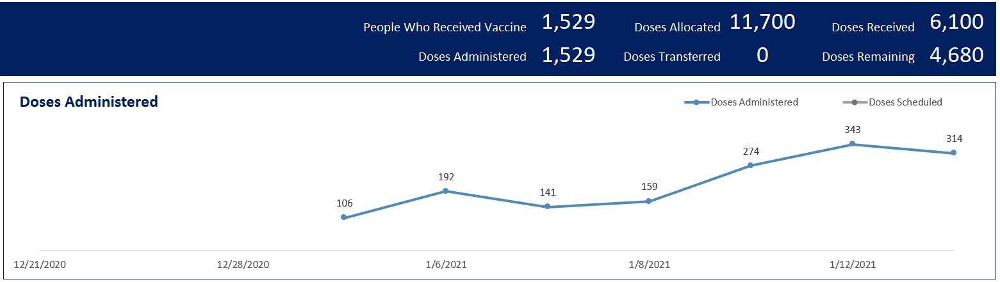 People Who Received Vaccine 1,529 Doses Allocated 11,700 Doses Received 6,100
Doses Administered 1,529 Doses Transferred 0 Doses Remaining 4,680
Doses Administered
Doses Administered Doses Scheduled
106 192 141 159 274 343 314
12/21/2020 12/28/2020 1/6/2021 1/8/2021 1/12/2021